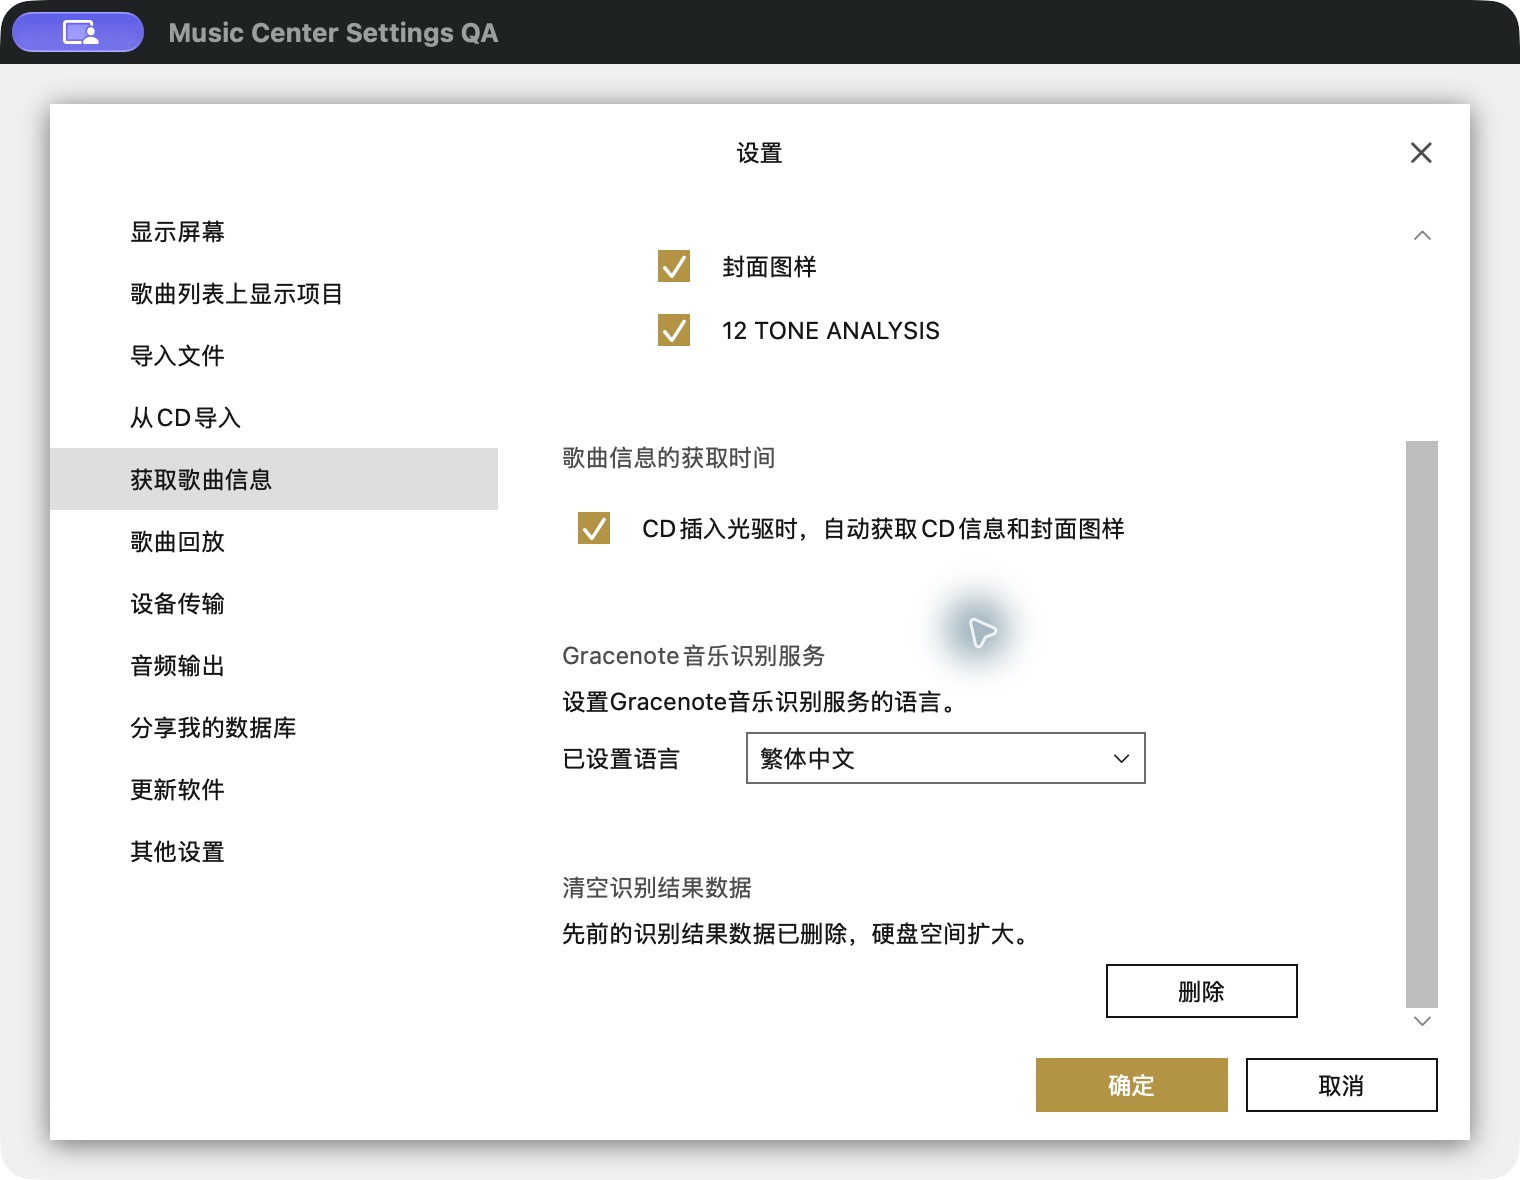 Music Center Settings QA
设置
显示屏幕
歌曲列表上显示项目
导入文件
从CD导入
获取歌曲信息
歌曲回放
设备传输
音频输出
分享我的数据库
更新软件
其他设置
封面图样
12 TONE ANALYSIS
歌曲信息的获取时间
CD插入光驱时，自动获取CD信息和封面图样
Gracenote音乐识别服务
设置Gracenote音乐识别服务的语言。
已设置语言 繁体中文
清空识别结果数据
先前的识别结果数据已删除，硬盘空间扩大。
删除
确定 取消